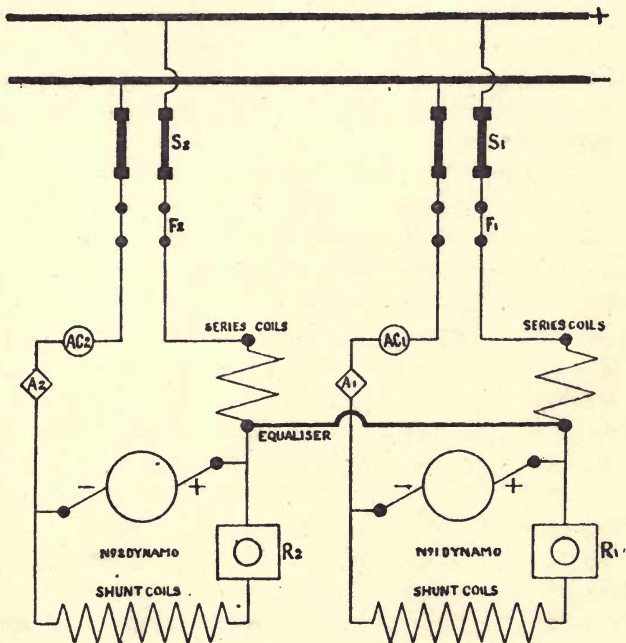 +
−
S2
S1
F2
F1
SERIES COILS
SERIES COILS
AC2
AC1
A2
A1
EQUALISER
− +
− +
Nº2 DYNAMO
R2
Nº1 DYNAMO
R1
SHUNT COILS
SHUNT COILS